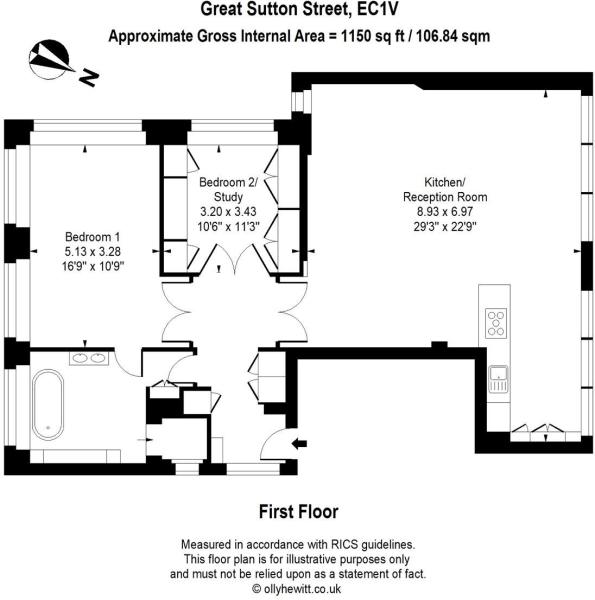 Great Sutton Street, EC1V
Approximate Gross Internal Area = 1150 sq ft / 106.84 sqm
N
Bedroom 1
5.13 x 3.28
16'9" x 10'9"
Bedroom 2/
Study
3.20 x 3.43
10'6" x 11'3"
Kitchen/
Reception Room
8.93 x 6.97
29'3" x 22'9"
First Floor
Measured in accordance with RICS guidelines.
This floor plan is for illustrative purposes only
and must not be relied upon as a statement of fact.
© ollyhewitt.co.uk